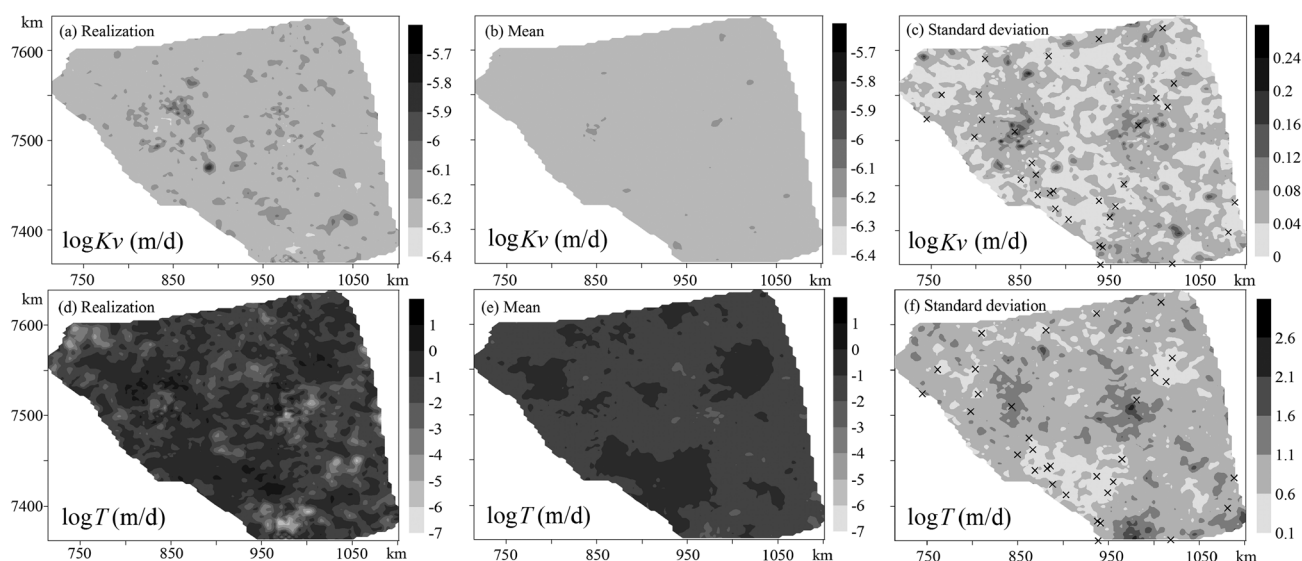 km
(a) Realization
7600
7500
7400
log Kv (m/d)
750 850 950 1050 km
-5.7
-5.8
-5.9
-6
-6.1
-6.2
-6.3
-6.4
(b) Mean
log Kv (m/d)
750 850 950 1050 km
-5.7
-5.8
-5.9
-6
-6.1
-6.2
-6.3
-6.4
(c) Standard deviation
log Kv (m/d)
750 850 950 1050 km
0.24
0.2
0.16
0.12
0.08
0.04
0
km
(d) Realization
7600
7500
7400
log T (m/d)
750 850 950 1050 km
1
0
-1
-2
-3
-4
-5
-6
-7
(e) Mean
log T (m/d)
750 850 950 1050 km
1
0
-1
-2
-3
-4
-5
-6
-7
(f) Standard deviation
log T (m/d)
750 850 950 1050 km
2.6
2.1
1.6
1.1
0.6
0.1